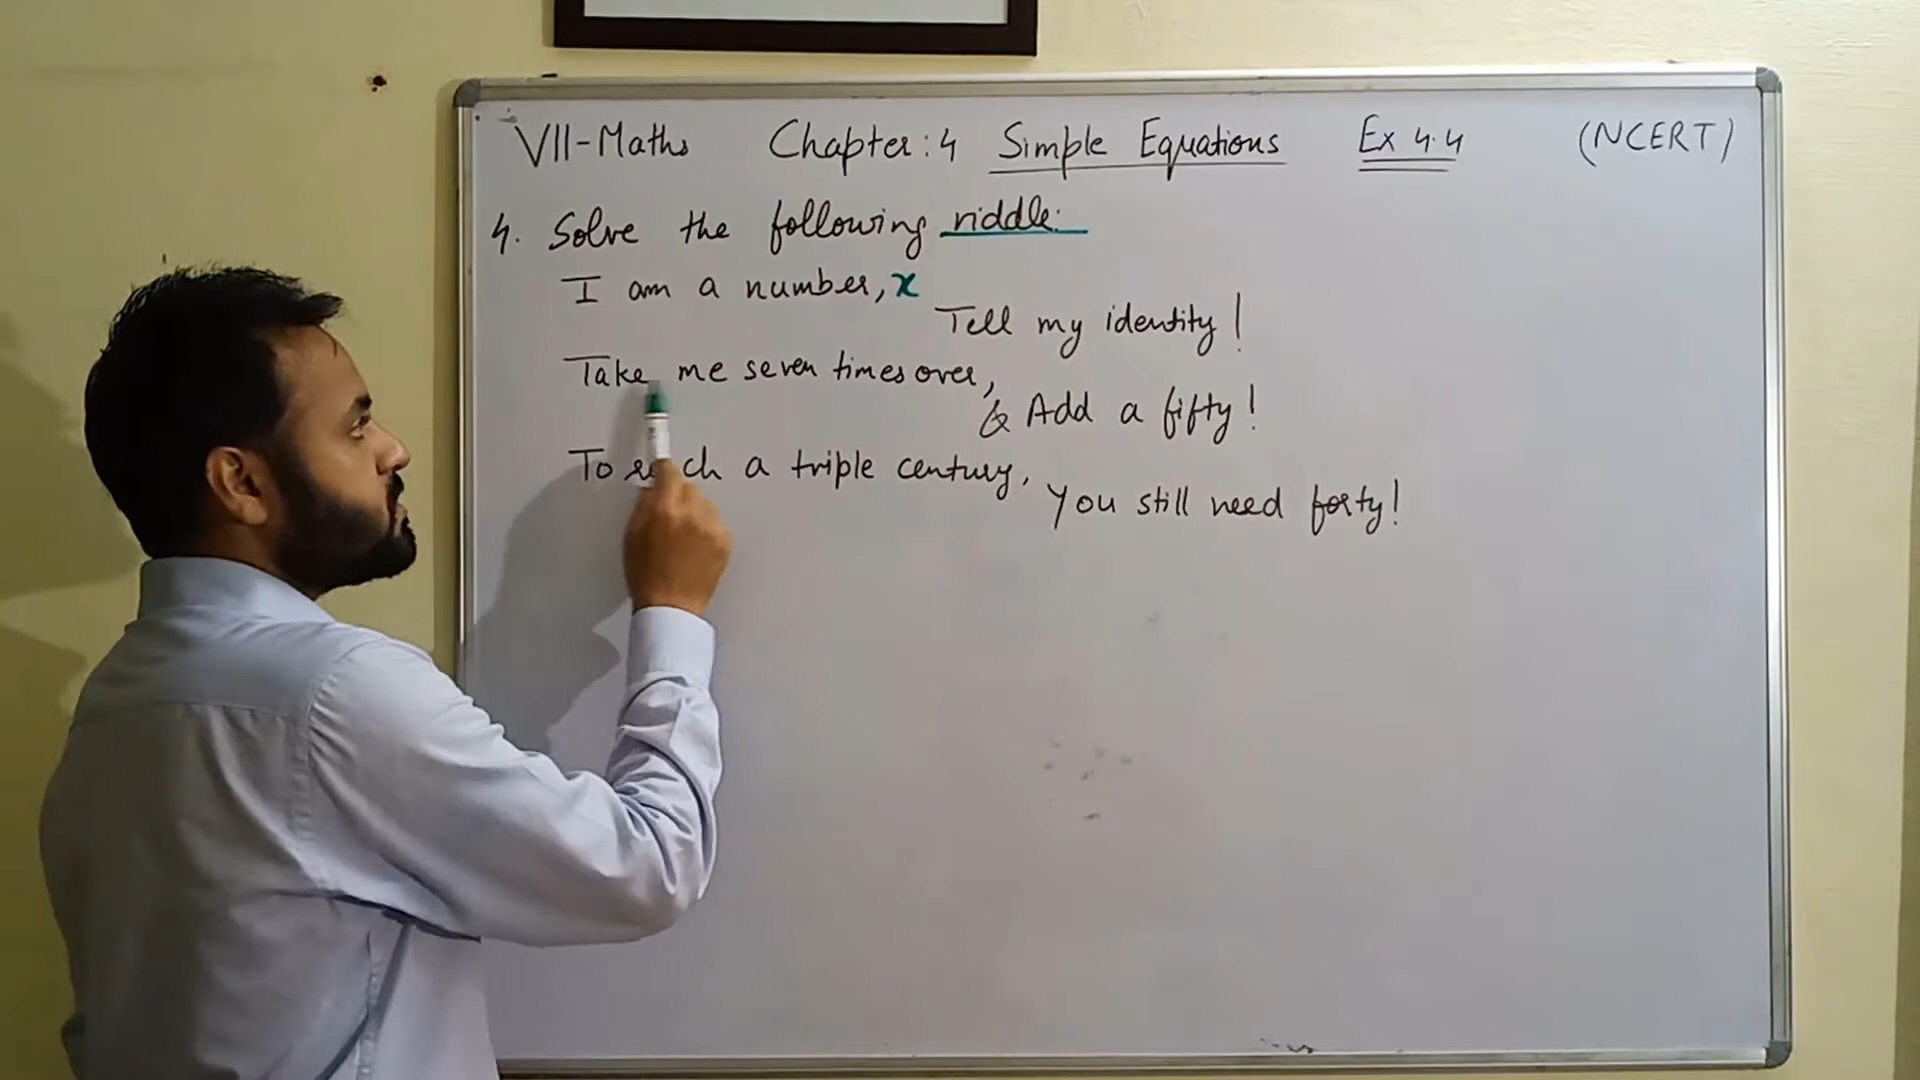 VII-Maths Chapter:4 Simple Equations Ex 4.4 (NCERT)
4. Solve the following riddle:
I am a number, x
Tell my identity!
Take me seven times over,
& Add a fifty!
To reach a triple century,
You still need forty!